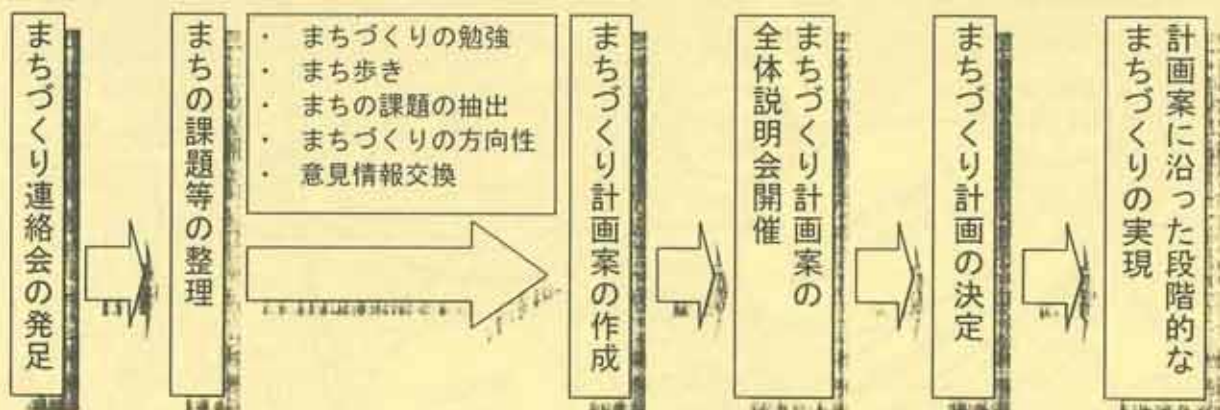 まちづくり連絡会の発足
まちの課題等の整理
・ まちづくりの勉強
・ まち歩き
・ まちの課題の抽出
・ まちづくりの方向性
・ 意見情報交換
まちづくり計画案の作成
まちづくり計画案の
全体説明会開催
まちづくり計画の決定
計画案に沿った段階的な
まちづくりの実現